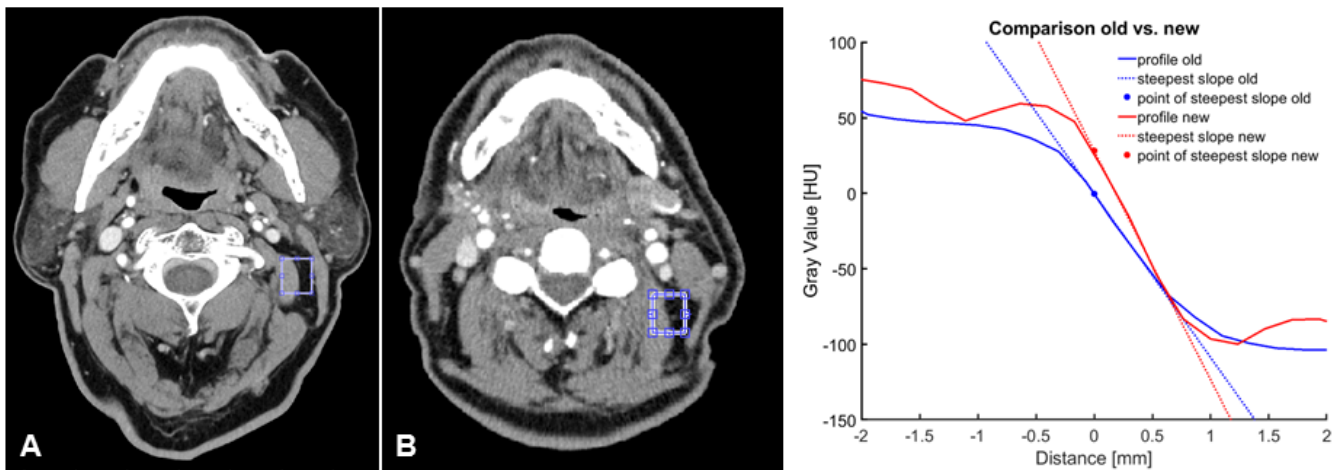 A
B
Comparison old vs. new
profile old
steepest slope old
point of steepest slope old
profile new
steepest slope new
point of steepest slope new
Gray Value [HU]
100
50
0
-50
-100
-150
-2
-1.5
-1
-0.5
0
0.5
1
1.5
2
Distance [mm]